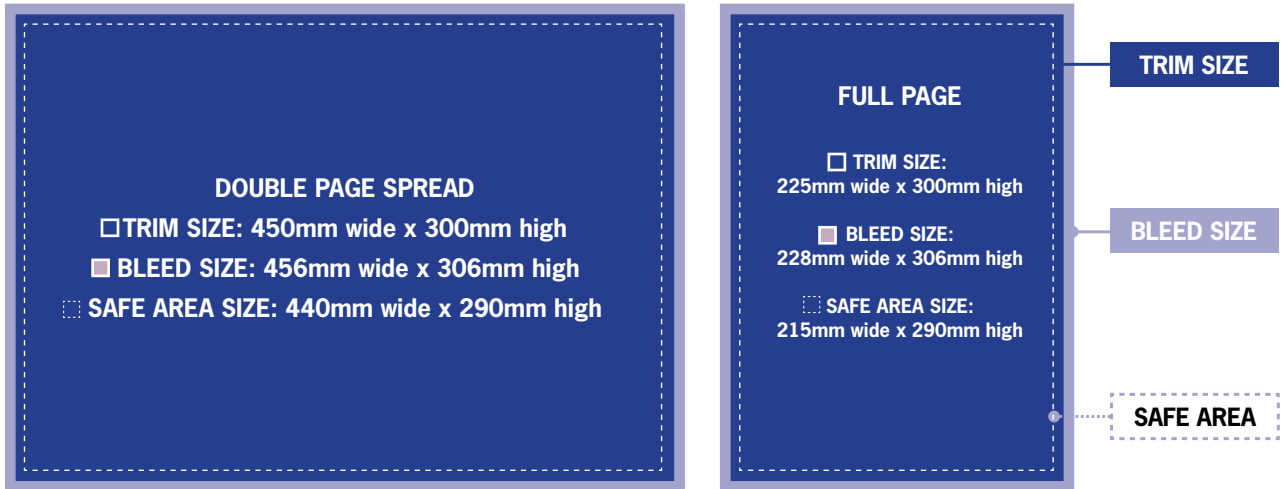 DOUBLE PAGE SPREAD
TRIM SIZE: 450mm wide x 300mm high
BLEED SIZE: 456mm wide x 306mm high
SAFE AREA SIZE: 440mm wide x 290mm high
FULL PAGE
TRIM SIZE:
225mm wide x 300mm high
BLEED SIZE:
228mm wide x 306mm high
SAFE AREA SIZE:
215mm wide x 290mm high
TRIM SIZE
BLEED SIZE
SAFE AREA